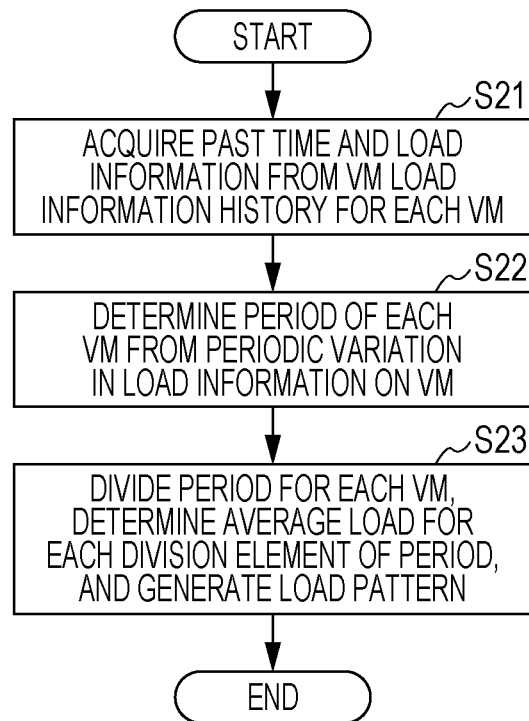 START
S21
ACQUIRE PAST TIME AND LOAD
INFORMATION FROM VM LOAD
INFORMATION HISTORY FOR EACH VM
S22
DETERMINE PERIOD OF EACH
VM FROM PERIODIC VARIATION
IN LOAD INFORMATION ON VM
S23
DIVIDE PERIOD FOR EACH VM,
DETERMINE AVERAGE LOAD FOR
EACH DIVISION ELEMENT OF PERIOD,
AND GENERATE LOAD PATTERN
END